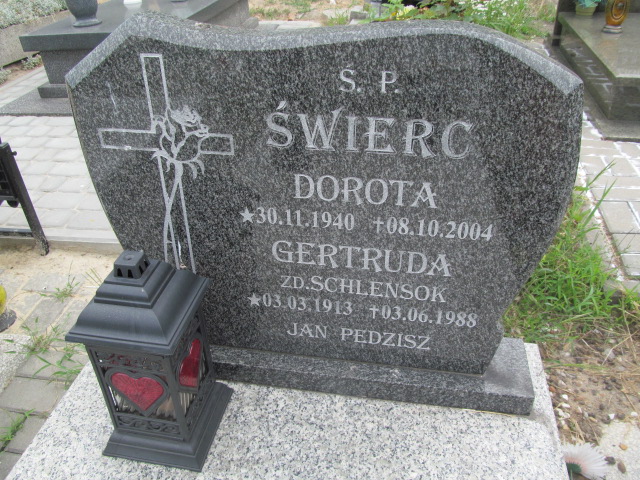 Ś. P.
ŚWIERC
DOROTA
★30.11.1940 ✝08.10.2004
GERTRUDA
ZD.SCHLENSOK
★03.03.1913 ✝03.06.1988
JAN PEDZISZ